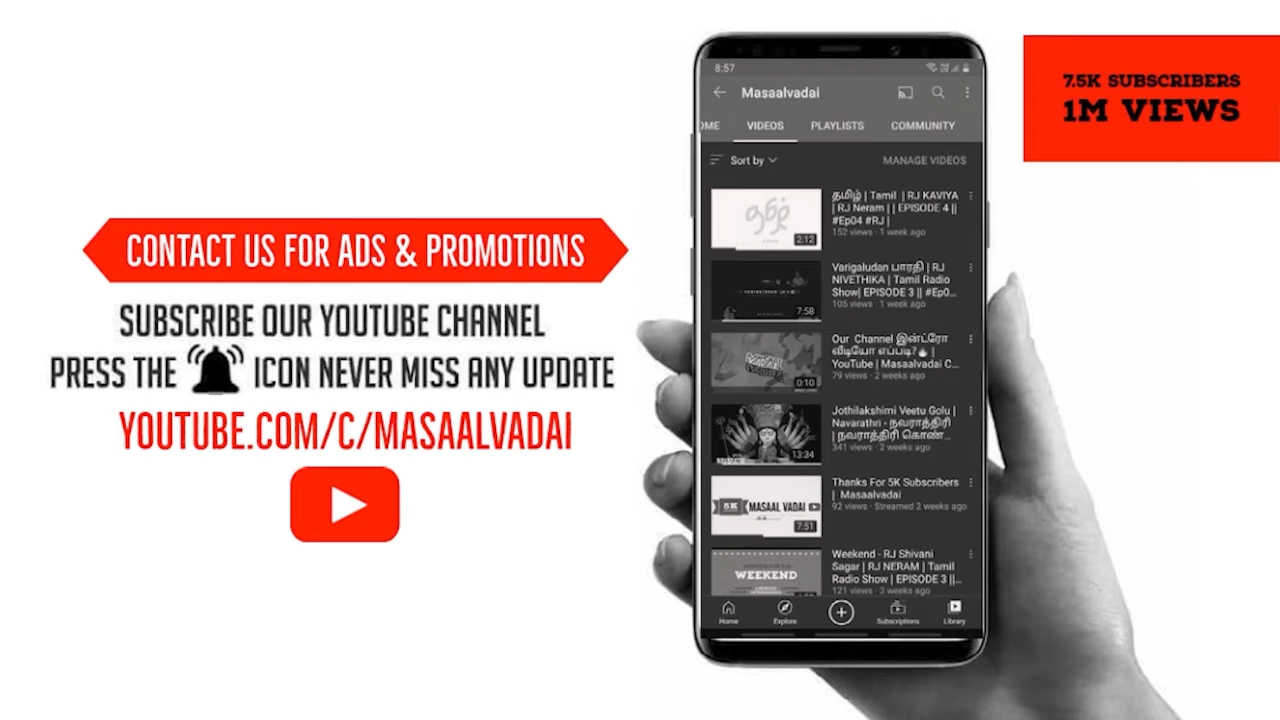 7.5K SUBSCRIBERS
1M VIEWS
CONTACT US FOR ADS & PROMOTIONS
SUBSCRIBE OUR YOUTUBE CHANNEL
PRESS THE ICON NEVER MISS ANY UPDATE
YOUTUBE.COM/C/MASAALVADAI
8:57
Masaalvadai
OME VIDEOS PLAYLISTS COMMUNITY
Sort by MANAGE VIDEOS
தமிழ் | Tamil | RJ KAVIYA
| RJ Neram | | EPISODE 4 ||
#Ep04 #RJ |
152 views · 1 week ago
2:12
Varigaludan பாரதி | RJ
NIVETHIKA | Tamil Radio
Show| EPISODE 3 || #Ep0...
105 views · 1 week ago
7:58
Our Channel இன்ட்ரோ
வீடியோ எப்படி?🔥 |
YouTube | Masaalvadai C...
79 views · 2 weeks ago
0:10
Jothilakshimi Veetu Golu |
Navarathri - நவராத்திரி
| நவராத்திரி கொண்...
341 views · 2 weeks ago
13:34
Thanks For 5K Subscribers
| Masaalvadai
92 views · Streamed 2 weeks ago
5K MASAAL VADAI
7:51
Weekend - RJ Shivani
Sagar | RJ NERAM | Tamil
Radio Show | EPISODE 3 ||...
121 views · 3 weeks ago
WEEKEND
Home Explore Subscriptions Library